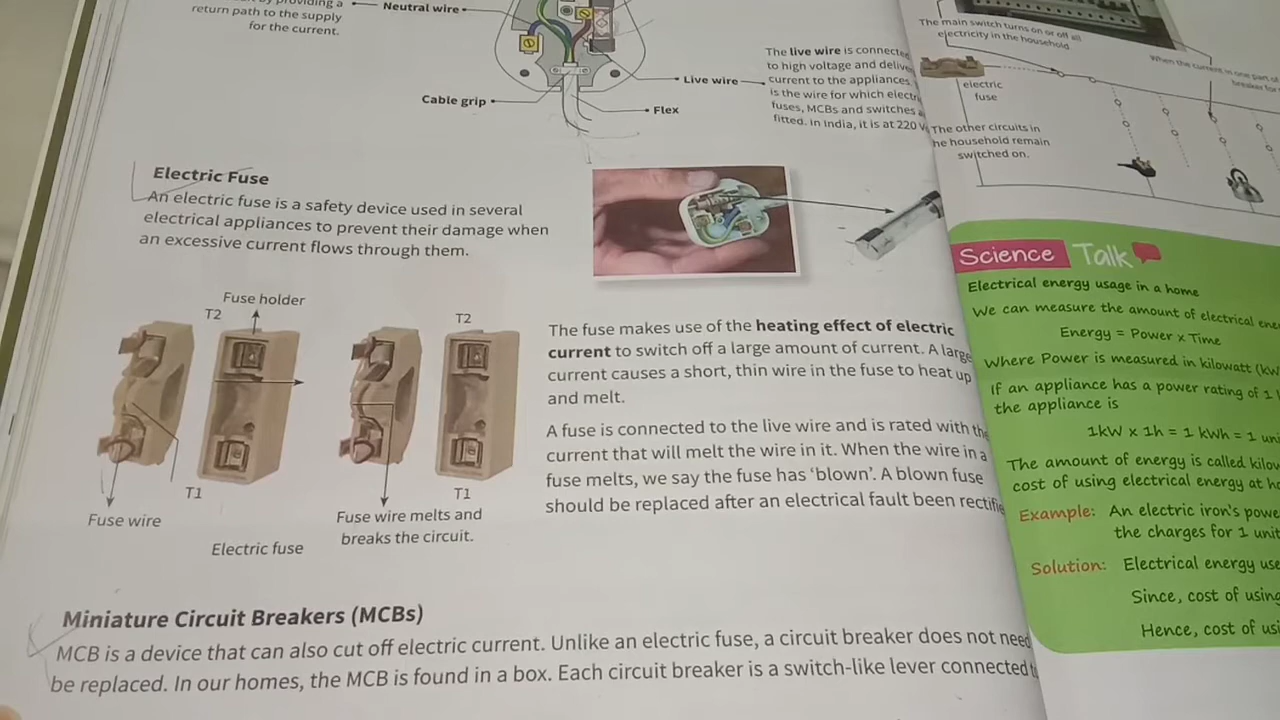 providing a
return path to the supply
for the current.
Neutral wire
The live wire is connected
to high voltage and
current to the appliances.
is the wire for which
fuses, MCBs and switches
fitted. In India, it is at 220
Live wire
Cable grip
Flex
Electric Fuse
An electric fuse is a safety device used in several
electrical appliances to prevent their damage when
an excessive current flows through them.
Fuse holder
T2
T1
Fuse wire
T2
T1
Fuse wire melts and
breaks the circuit.
Electric fuse
The fuse makes use of the heating effect of electric
current to switch off a large amount of current. A large
current causes a short, thin wire in the fuse to heat up
and melt.
A fuse is connected to the live wire and is rated with the
current that will melt the wire in it. When the wire in a
fuse melts, we say the fuse has ‘blown’. A blown fuse
should be replaced after an electrical fault been
Miniature Circuit Breakers (MCBs)
MCB is a device that can also cut off electric current. Unlike an electric fuse, a circuit breaker does not need
be replaced. In our homes, the MCB is found in a box. Each circuit breaker is a switch-like lever connected
The main switch turns on or off all
electricity in the household.
When the current in one part of
breaker for
electric
fuse
The other circuits in
he household remain
switched on.
Science Talk
Electrical energy usage in a home
We can measure the amount of electrical
Energy = Power x Time
Where Power is measured in kilowatt
If an appliance has a power rating of 1
the appliance is
1kW x 1h = 1 kWh = 1
The amount of energy is called
cost of using electrical energy at
Example: An electric iron's
the charges for 1 unit
Solution: Electrical energy
Since, cost of using
Hence, cost of